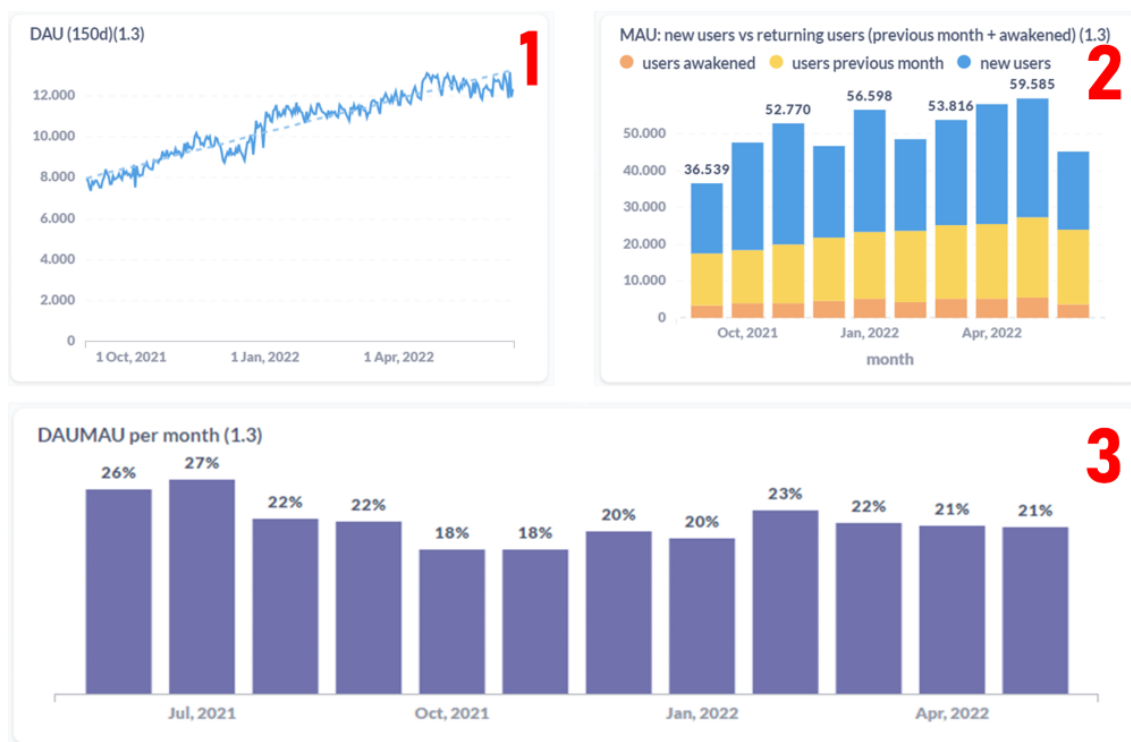 DAU (150d)(1.3)
1
12.000
10.000
8.000
6.000
4.000
2.000
0
1 Oct, 2021 1 Jan, 2022 1 Apr, 2022
MAU: new users vs returning users (previous month + awakened) (1.3)
2
users awakened users previous month new users
50.000
40.000
30.000
20.000
10.000
0
36.539 52.770 56.598 53.816 59.585
Oct, 2021 Jan, 2022 Apr, 2022
month
DAUMAU per month (1.3)
3
26% 27% 22% 22% 18% 18% 20% 20% 23% 22% 21% 21%
Jul, 2021 Oct, 2021 Jan, 2022 Apr, 2022